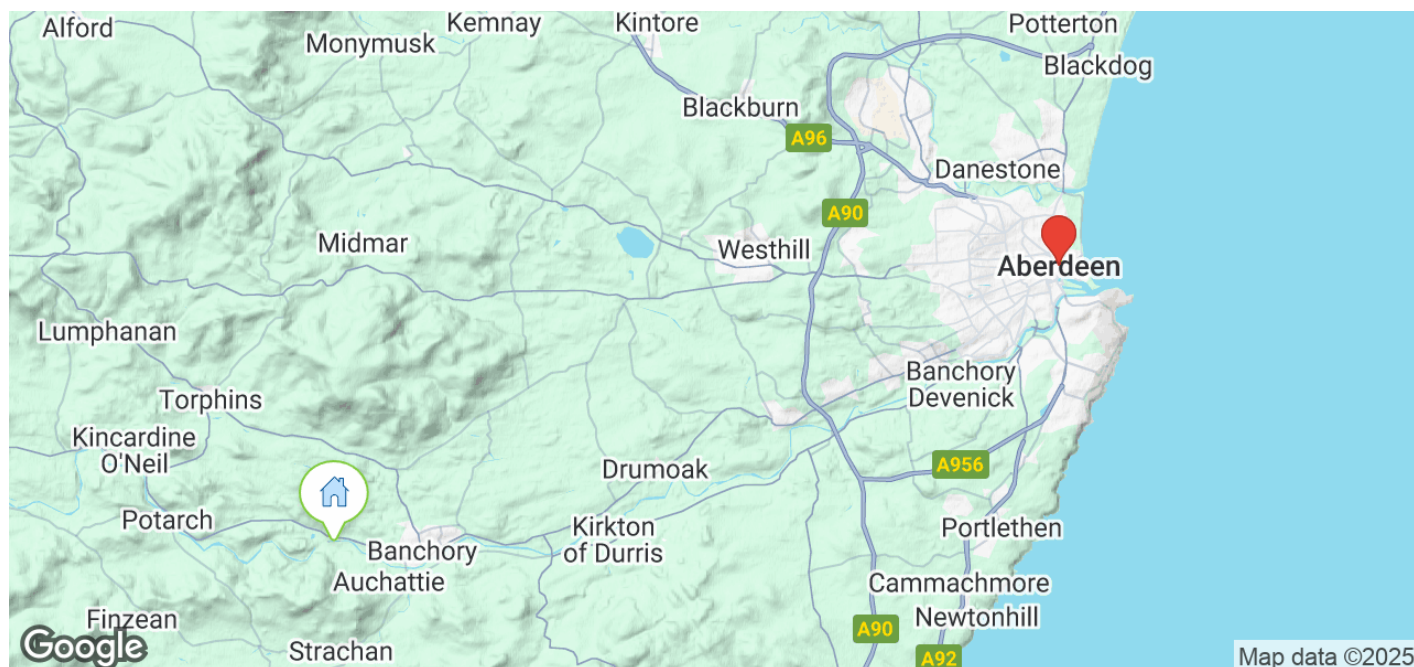 Alford
Kemnay
Kintore
Potterton
Monymusk
Blackdog
Blackburn
A96
Danestone
A90
Midmar
Westhill
Aberdeen
Lumphanan
Banchory
Devenick
Torphins
Kincardine
O'Neil
Drumoak
A956
Potarch
Kirkton
of Durris
Portlethen
Banchory
Auchattie
Cammachmore
Finzean
Newtonhill
A90
Strachan
A92
Google
Map data ©2025